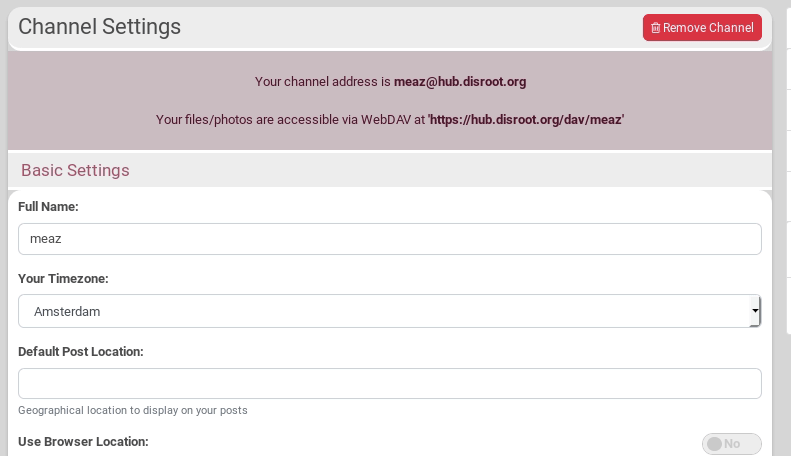 Channel Settings
Remove Channel
Your channel address is meaz@hub.disroot.org
Your files/photos are accessible via WebDAV at 'https://hub.disroot.org/dav/meaz'
Basic Settings
Full Name:
meaz
Your Timezone:
Amsterdam
Default Post Location:
Geographical location to display on your posts
Use Browser Location:
No